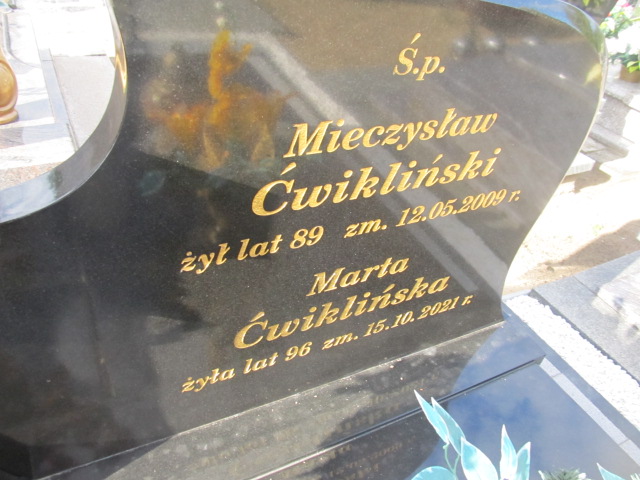 Ś.p.
Mieczysław
Ćwikliński
żył lat 89 zm. 12.05.2009 r.
Marta
Ćwiklińska
żyła lat 96 zm. 15.10.2021 r.